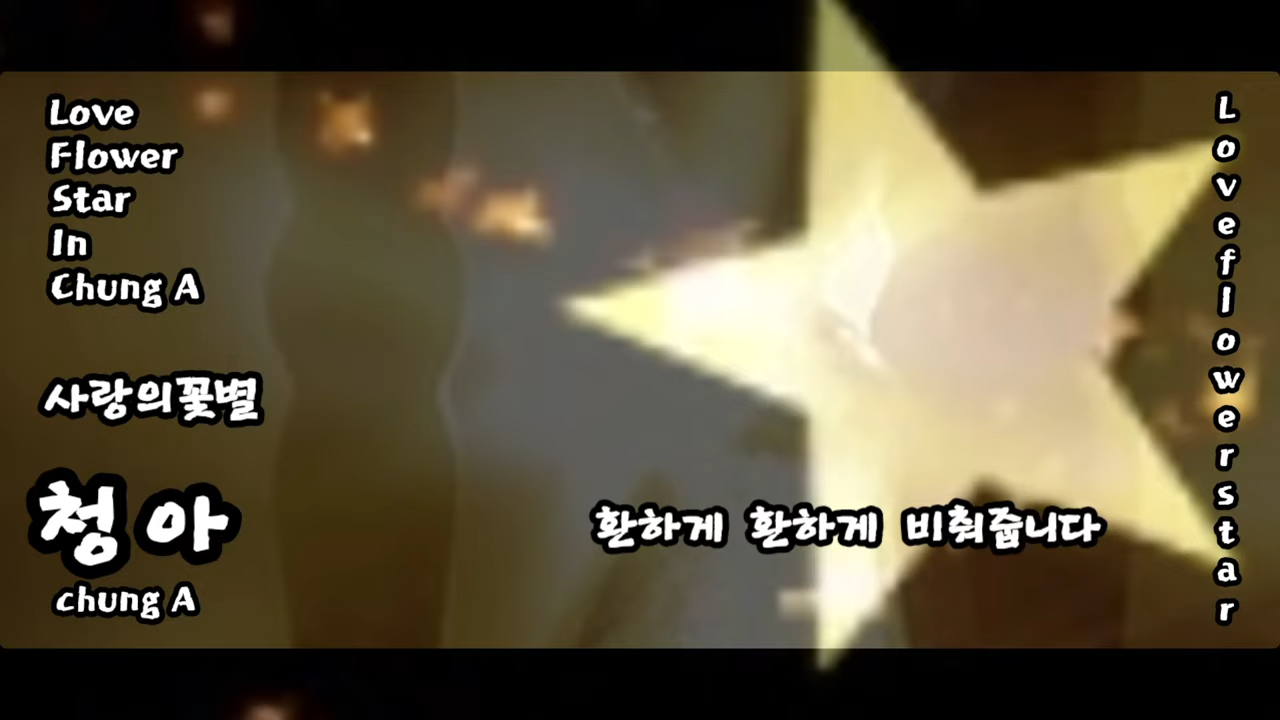 Love
Flower
Star
In
Chung A
사랑의꽃별
청아
chung A
환하게 환하게 비춰줍니다
Loveflowerstar